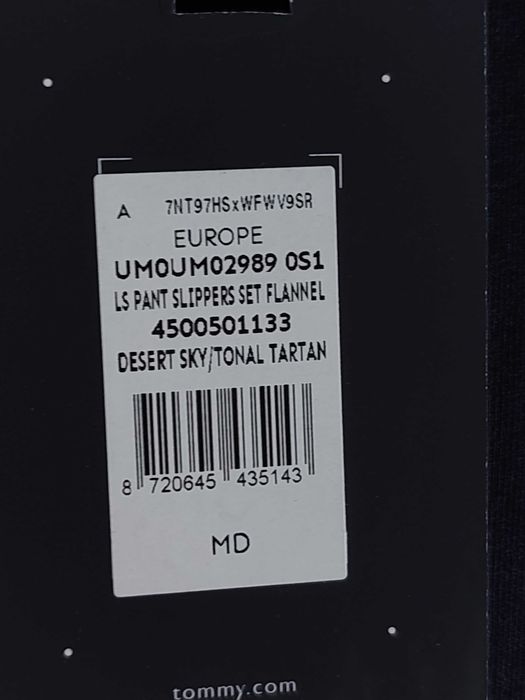 A 7NT97HSxWFWV9SR
EUROPE
UM0UM02989 0S1
LS PANT SLIPPERS SET FLANNEL
4500501133
DESERT SKY/TONAL TARTAN
8 720645 435143
MD
tommy.com